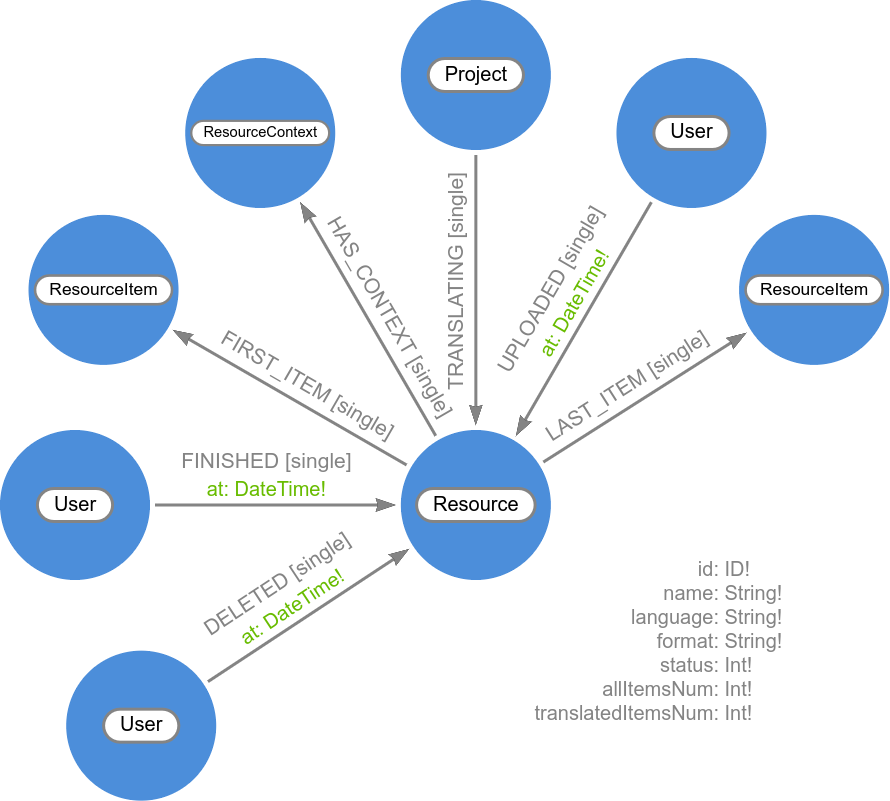 Project
ResourceContext
User
TRANSLATING [single]
HAS_CONTEXT [single]
UPLOADED [single]
at: DateTime!
ResourceItem
ResourceItem
FIRST_ITEM [single]
LAST_ITEM [single]
FINISHED [single]
at: DateTime!
User
Resource
DELETED [single]
at: DateTime!
User
id: ID!
name: String!
language: String!
format: String!
status: Int!
allItemsNum: Int!
translatedItemsNum: Int!